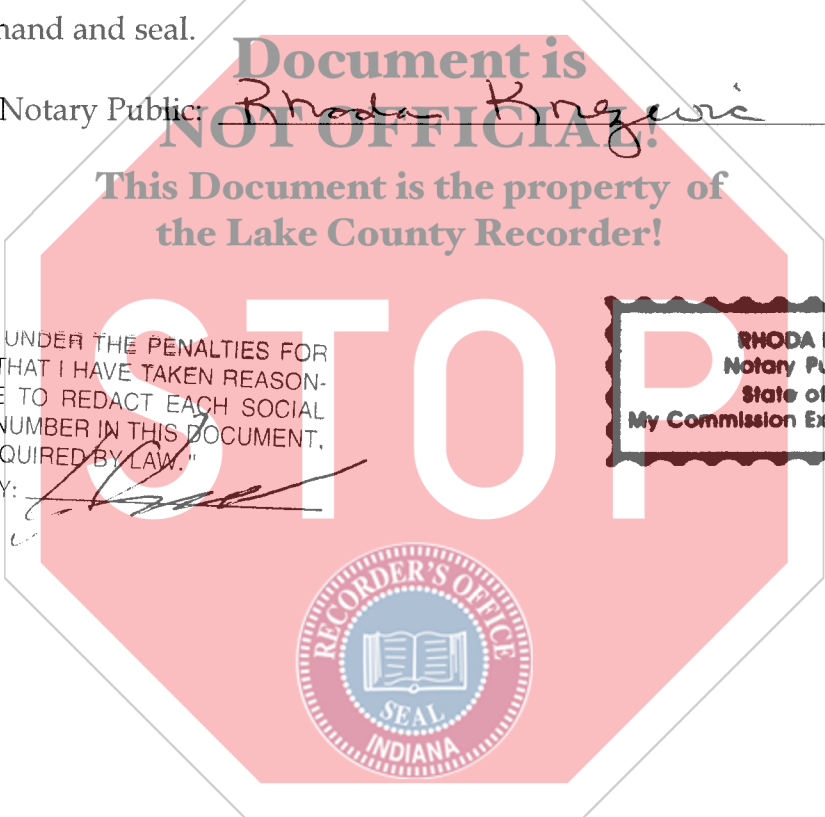 hand and seal.
Document is
Notary Public: Rhoda Knezevic
NOT OFFICIAL!
This Document is the property of
the Lake County Recorder!
STOP
UNDER THE PENALTIES FOR
THAT I HAVE TAKEN REASON-
E TO REDACT EACH SOCIAL
NUMBER IN THIS DOCUMENT,
QUIRED BY LAW."
Y:
RHODA
Notary Pu
State of
My Commission Ex
RECORDER'S OFFICE
SEAL
INDIANA